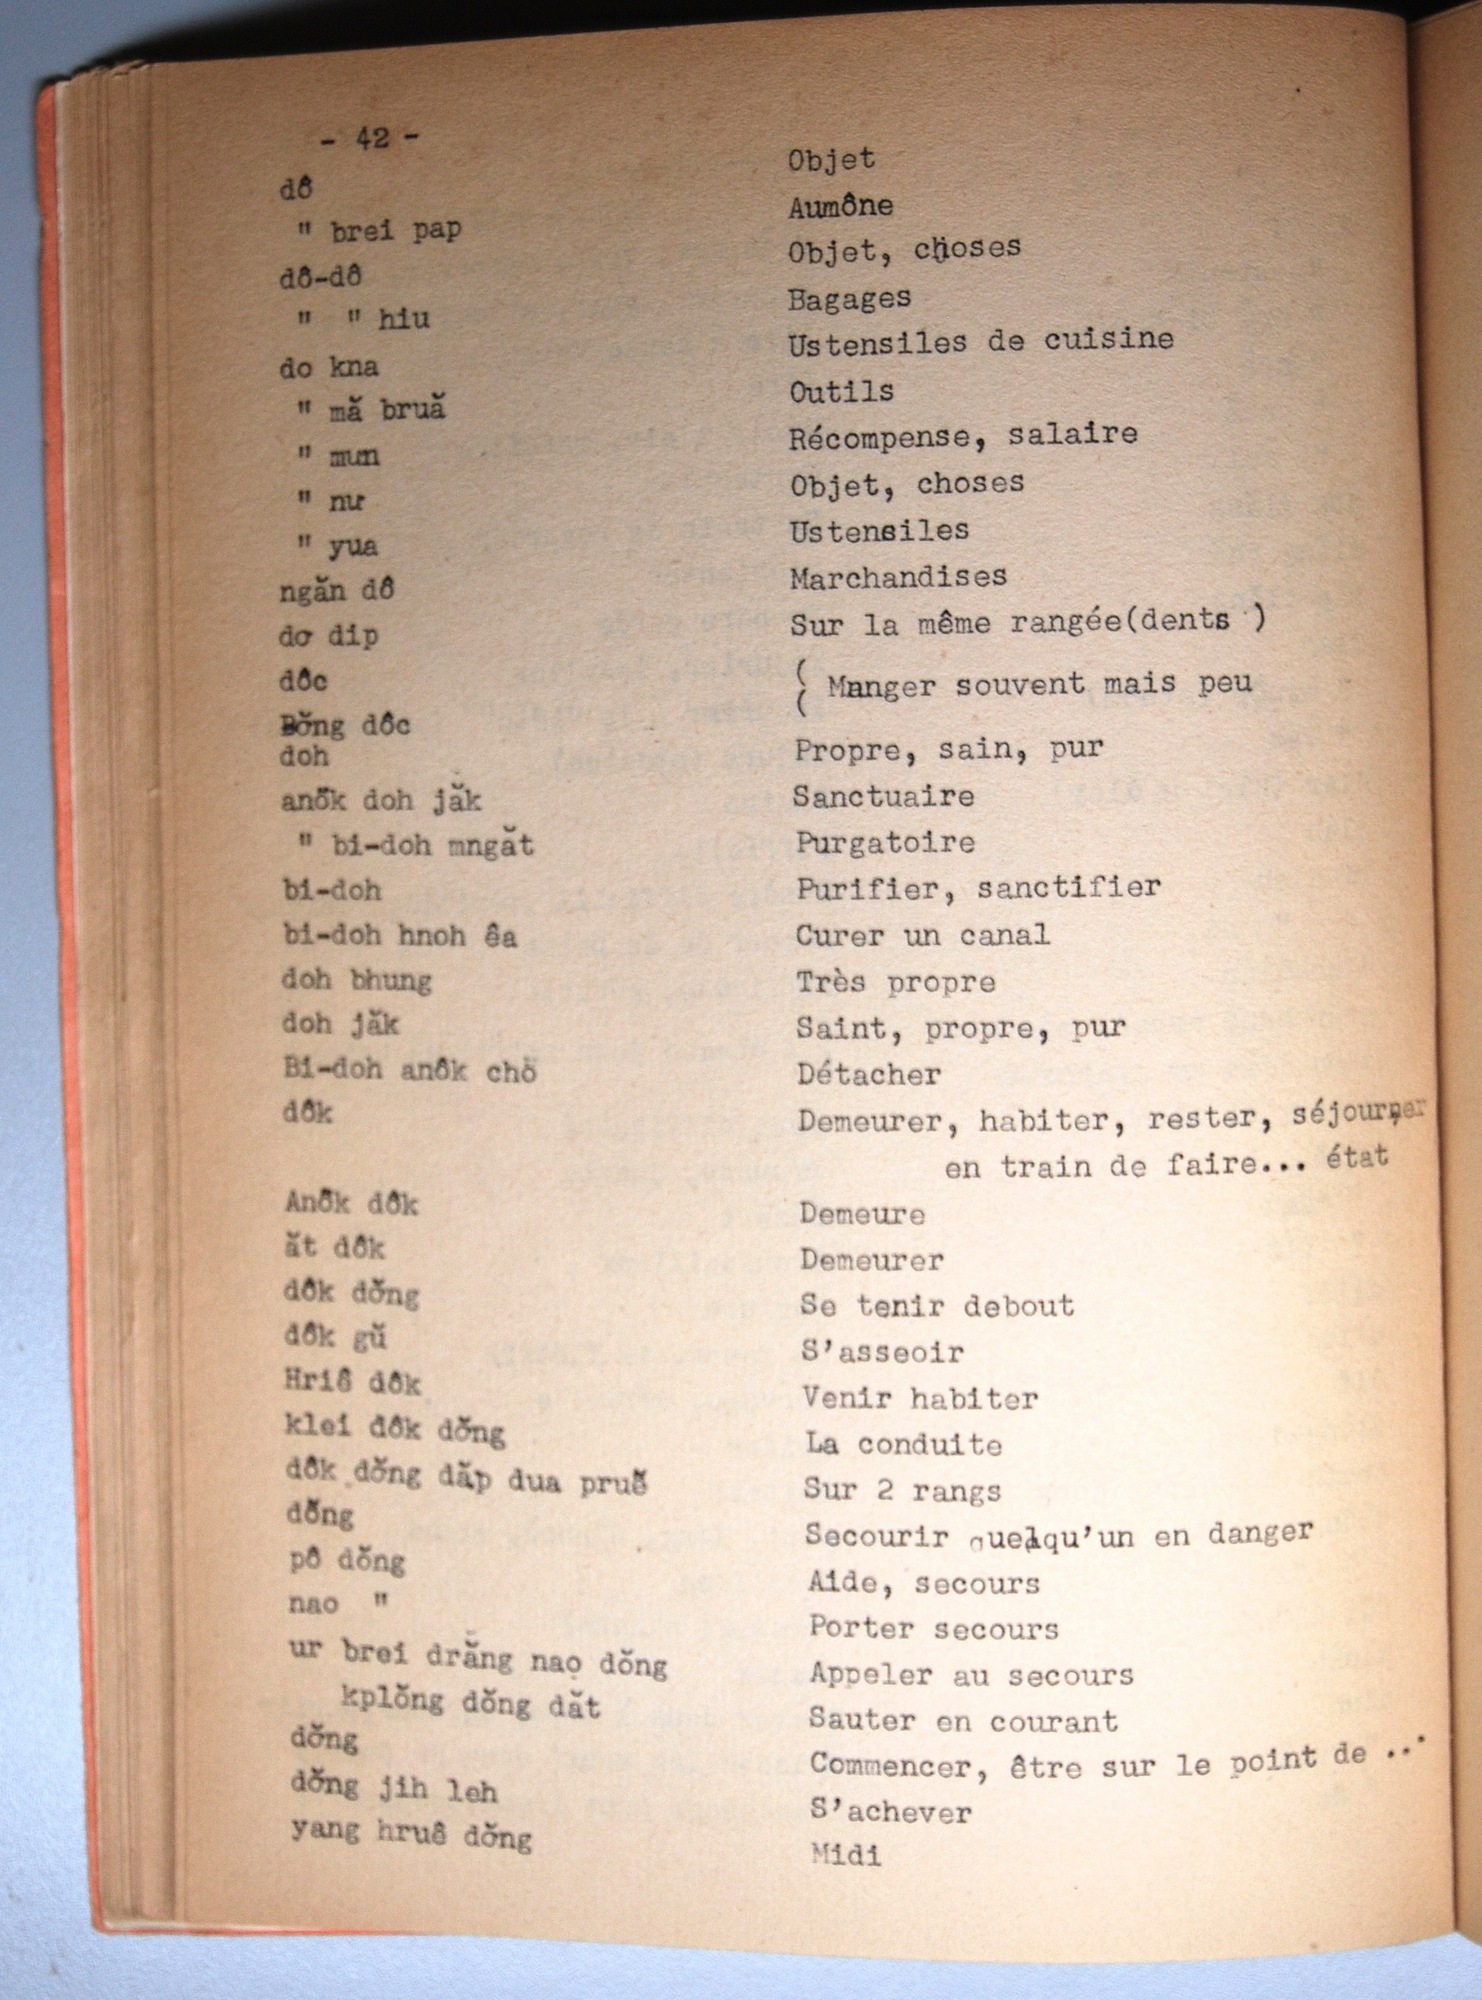 - 42 -
dô Objet
" brei pap Aumône
dô-dô Objet, choses
" " hiu Bagages
do kna Ustensiles de cuisine
" mă bruă Outils
" mun Récompense, salaire
" nư Objet, choses
" yua Ustensiles
ngăn dô Marchandises
dơ dip Sur la même rangée(dents )
dôc
Bŏng dôc ( ( Manger souvent mais peu
doh Propre, sain, pur
anôk doh jăk Sanctuaire
" bi-doh mngăt Purgatoire
bi-doh Purifier, sanctifier
bi-doh hnoh êa Curer un canal
doh bhung Très propre
doh jăk Saint, propre, pur
Bi-doh anôk chŏ Détacher
dôk Demeurer, habiter, rester, séjourner
en train de faire... état
Anôk dôk Demeure
ăt dôk Demeurer
dôk dŏng Se tenir debout
dôk gŭ S'asseoir
Hriê dôk Venir habiter
klei dôk dŏng La conduite
dôk dŏng dăp dua pruê̆ Sur 2 rangs
dŏng Secourir quelqu'un en danger
pô dŏng Aide, secours
nao " Porter secours
ur brei drăng nao dŏng Appeler au secours
kplŏng dŏng dăt Sauter en courant
dŏng Commencer, être sur le point de ...
dŏng jih leh S'achever
yang hruê dŏng Midi